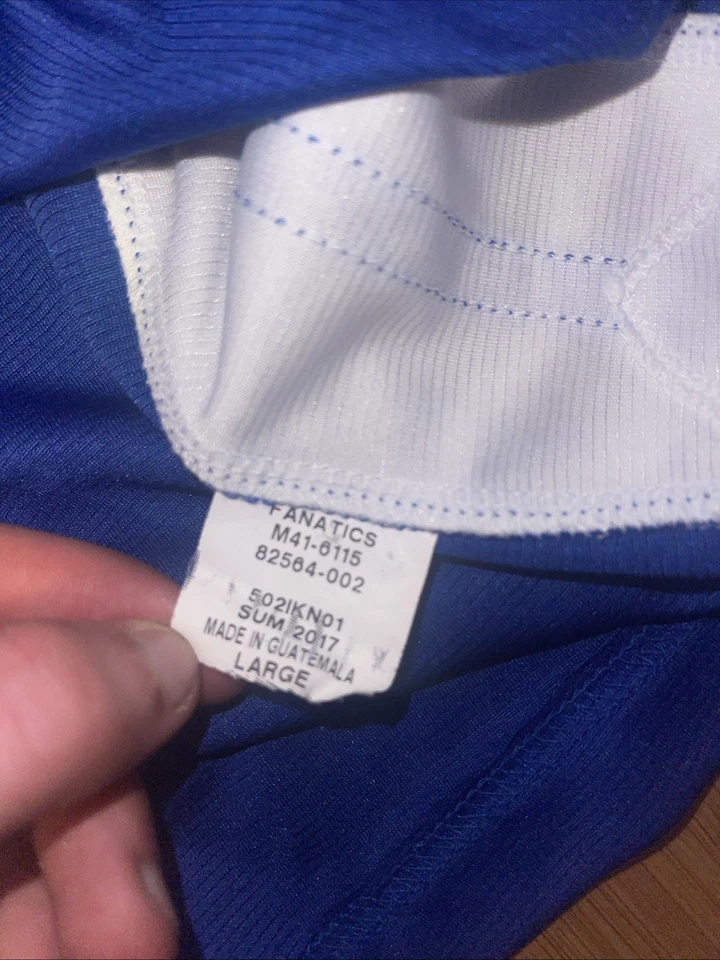 FANATICS
M41-6115
82564-002
502IKN01
SUM 2017
MADE IN GUATEMALA
LARGE